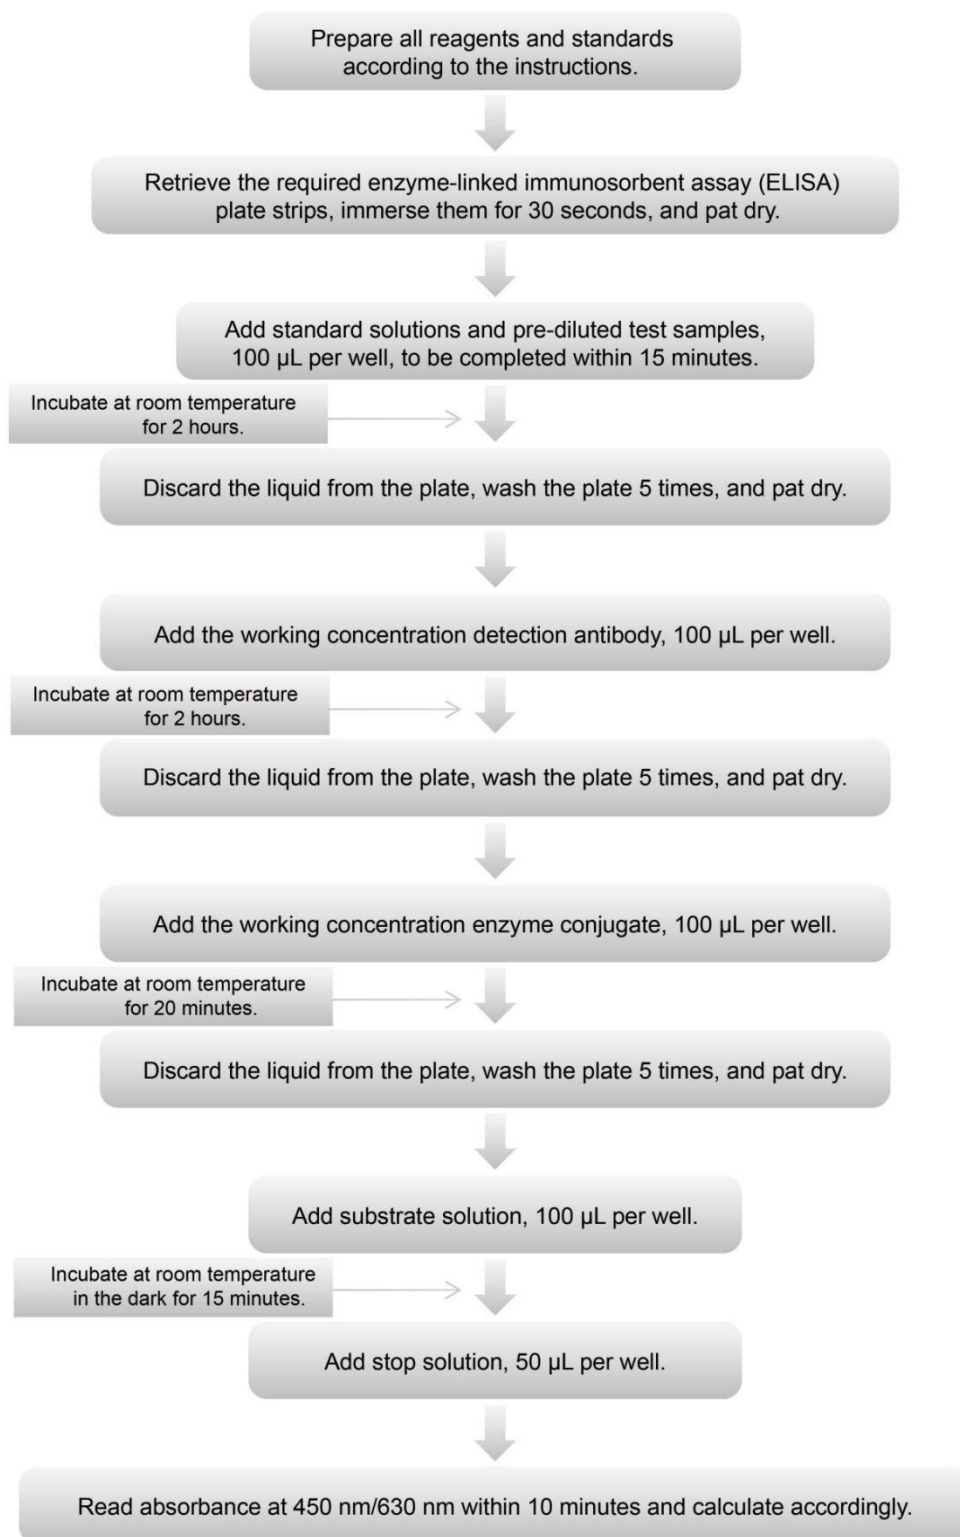 Prepare all reagents and standards
according to the instructions.
Retrieve the required enzyme-linked immunosorbent assay (ELISA)
plate strips, immerse them for 30 seconds, and pat dry.
Add standard solutions and pre-diluted test samples,
100 µL per well, to be completed within 15 minutes.
Incubate at room temperature
for 2 hours.
Discard the liquid from the plate, wash the plate 5 times, and pat dry.
Add the working concentration detection antibody, 100 µL per well.
Incubate at room temperature
for 2 hours.
Discard the liquid from the plate, wash the plate 5 times, and pat dry.
Add the working concentration enzyme conjugate, 100 µL per well.
Incubate at room temperature
for 20 minutes.
Discard the liquid from the plate, wash the plate 5 times, and pat dry.
Add substrate solution, 100 µL per well.
Incubate at room temperature
in the dark for 15 minutes.
Add stop solution, 50 µL per well.
Read absorbance at 450 nm/630 nm within 10 minutes and calculate accordingly.